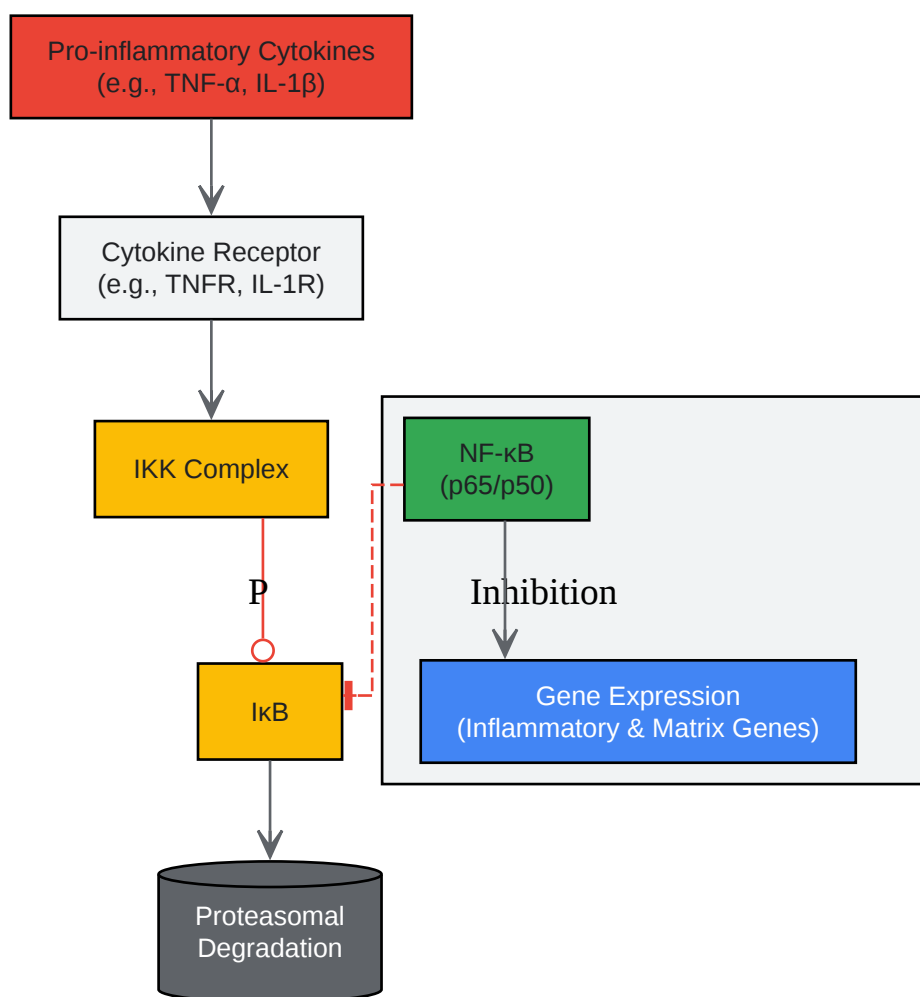 Pro-inflammatory Cytokines
(e.g., TNF-α, IL-1β)
Cytokine Receptor
(e.g., TNFR, IL-1R)
IKK Complex
NF-κB
(p65/p50)
P
Inhibition
IκB
Gene Expression
(Inflammatory & Matrix Genes)
Proteasomal
Degradation